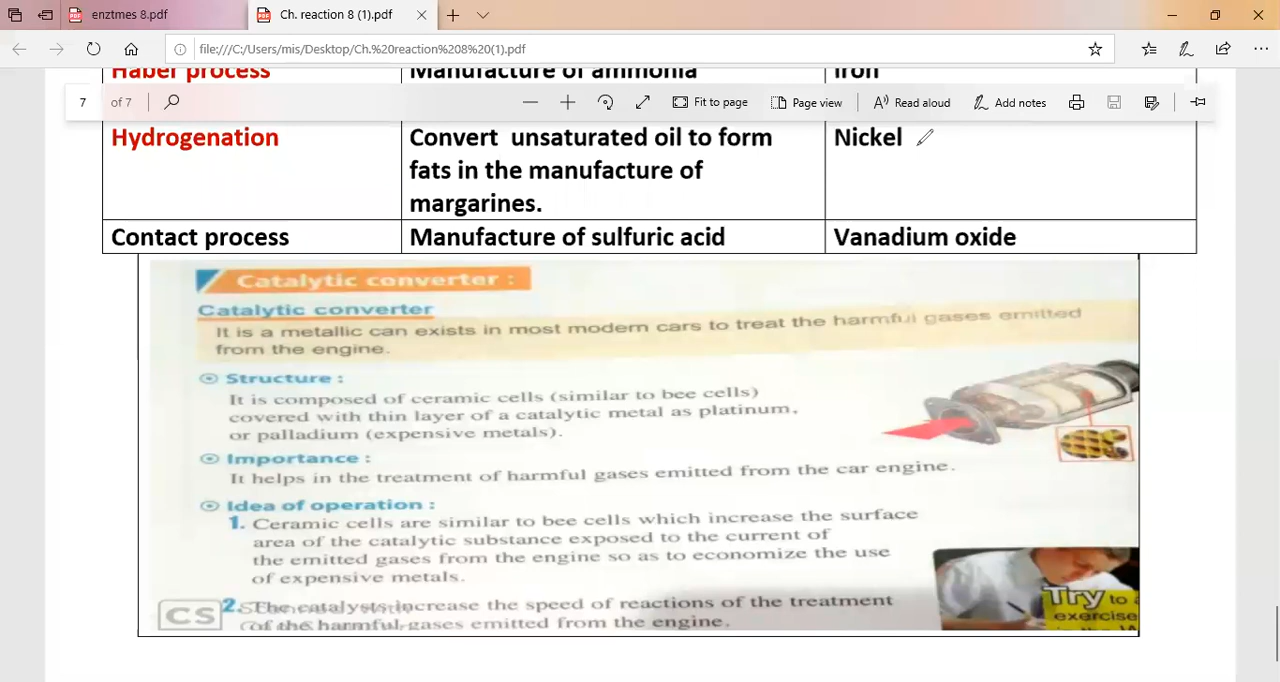 enztmes 8.pdf
Ch. reaction 8 (1).pdf
file:///C:/Users/mis/Desktop/Ch.%20reaction%208%20(1).pdf
Haber process Manufacture of ammonia Iron
7 of 7 Fit to page Page view Read aloud Add notes
Hydrogenation Convert unsaturated oil to form Nickel
fats in the manufacture of
margarines.
Contact process Manufacture of sulfuric acid Vanadium oxide
Catalytic converter :
Catalytic converter
It is a metallic can exists in most modern cars to treat the harmful gases emitted
from the engine.
Structure :
It is composed of ceramic cells (similar to bee cells)
covered with thin layer of a catalytic metal as platinum,
or palladium (expensive metals).
Importance :
It helps in the treatment of harmful gases emitted from the car engine.
Idea of operation :
1. Ceramic cells are similar to bee cells which increase the surface
area of the catalytic substance exposed to the current of
the emitted gases from the engine so as to economize the use
of expensive metals.
2. The catalysts increase the speed of reactions of the treatment
of the harmful gases emitted from the engine.
CS
Try to
exercise